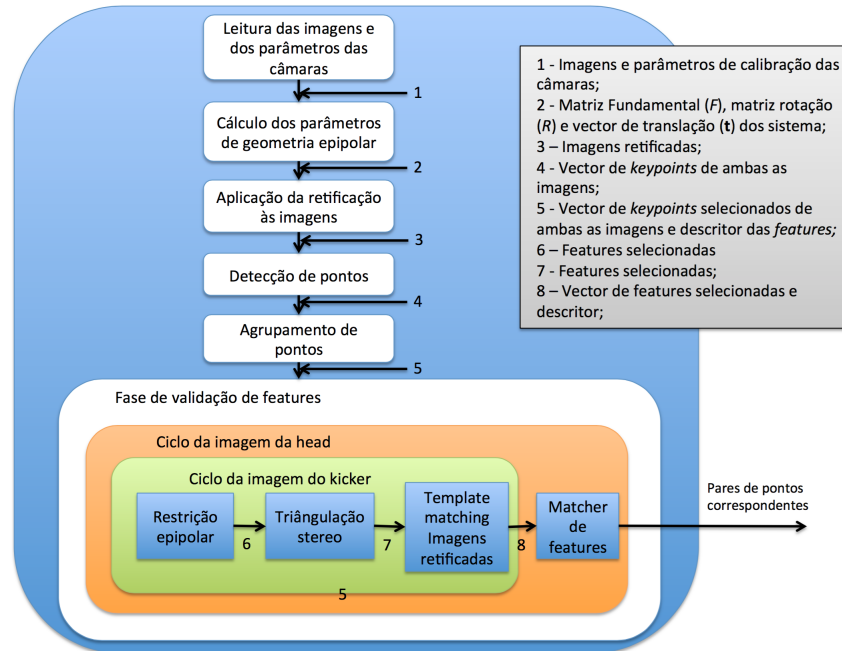 Leitura das imagens e
dos parâmetros das
câmaras
1
Cálculo dos parâmetros
de geometria epipolar
2
Aplicação da retificação
às imagens
3
Detecção de pontos
4
Agrupamento de
pontos
5
1 - Imagens e parâmetros de calibração das
câmaras;
2 - Matriz Fundamental (F), matriz rotação
(R) e vector de translação (t) dos sistema;
3 – Imagens retificadas;
4 - Vector de keypoints de ambas as
imagens;
5 - Vector de keypoints selecionados de
ambas as imagens e descritor das features;
6 – Features selecionadas
7 - Features selecionadas;
8 – Vector de features selecionadas e
descritor;
Fase de validação de features
Ciclo da imagem da head
Ciclo da imagem do kicker
Restrição
epipolar
6
Triângulação
stereo
7
Template
matching
Imagens
retificadas
8
Matcher
de
features
5
Pares de pontos
correspondentes